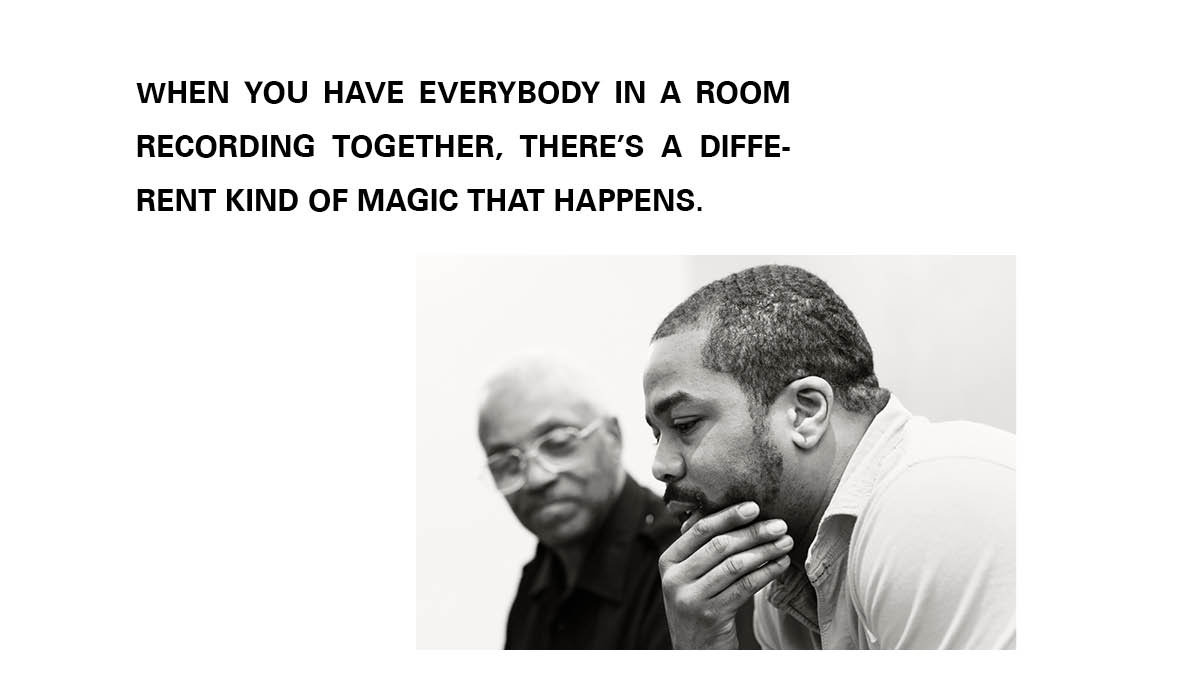 WHEN YOU HAVE EVERYBODY IN A ROOM
RECORDING TOGETHER, THERE’S A DIFFE-
RENT KIND OF MAGIC THAT HAPPENS.